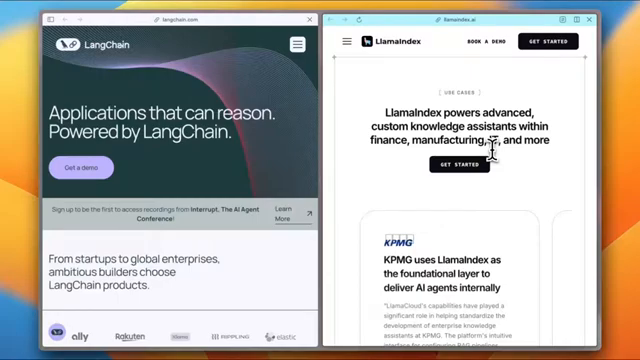 langchain.com
LangChain
Applications that can reason.
Powered by LangChain.
Get a demo
Sign up to be the first to access recordings from Interrupt, The AI Agent
Conference!
Learn
More
From startups to global enterprises,
ambitious builders choose
LangChain products.
ally
Rakuten
Klarna
elastic
llamaindex.ai
LlamaIndex
BOOK A DEMO
GET STARTED
[ USE CASES ]
LlamaIndex powers advanced,
custom knowledge assistants within
finance, manufacturing, and more
GET STARTED
KPMG
KPMG uses LlamaIndex as
the foundational layer to
deliver AI agents internally
"LlamaCloud's capabilities have played a
significant role in helping standardize the
development of enterprise knowledge
assistants at KPMG. The platform's intuitive
interface for configuring RAG pipelines